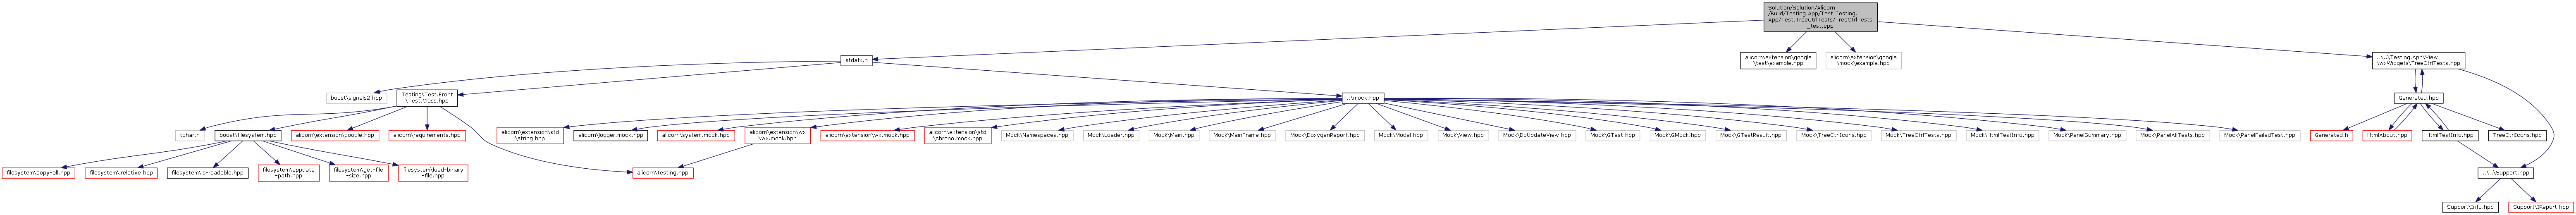 Solution/Solution/Alicorn
/Build/Testing.App/Test.Testing.
App/Test.TreeCtrlTests/TreeCtrlTests
_test.cpp
stdafx.h
alicorn\extension\google
\test\example.hpp
alicorn\extension\google
\mock\example.hpp
..\..\Testing.App\View
\wxWidgets\TreeCtrlTests.hpp
boost\signals2.hpp
Testing\Test.Front
\Test.Class.hpp
..\mock.hpp
Generated.hpp
tchar.h
boost\filesystem.hpp
alicorn\extension\google.hpp
alicorn\requirements.hpp
alicorn\extension\std
\string.hpp
alicorn\logger.mock.hpp
alicorn\system.mock.hpp
alicorn\extension\wx
\wx.mock.hpp
alicorn\extension\wx.mock.hpp
alicorn\extension\std
\chrono.mock.hpp
Mock\Namespaces.hpp
Mock\Loader.hpp
Mock\Main.hpp
Mock\MainFrame.hpp
Mock\DoxygenReport.hpp
Mock\Model.hpp
Mock\View.hpp
Mock\DoUpdateView.hpp
Mock\GTest.hpp
Mock\GMock.hpp
Mock\GTestResult.hpp
Mock\TreeCtrlIcons.hpp
Mock\TreeCtrlTests.hpp
Mock\HtmlTestInfo.hpp
Mock\PanelSummary.hpp
Mock\PanelAllTests.hpp
Mock\PanelFailedTest.hpp
Generated.h
HtmlAbout.hpp
HtmlTestInfo.hpp
TreeCtrlIcons.hpp
filesystem\copy-all.hpp
filesystem\relative.hpp
filesystem\is-readable.hpp
filesystem\appdata
-path.hpp
filesystem\get-file
-size.hpp
filesystem\load-binary
-file.hpp
alicorn\testing.hpp
..\..\Support.hpp
Support\Info.hpp
Support\IReport.hpp